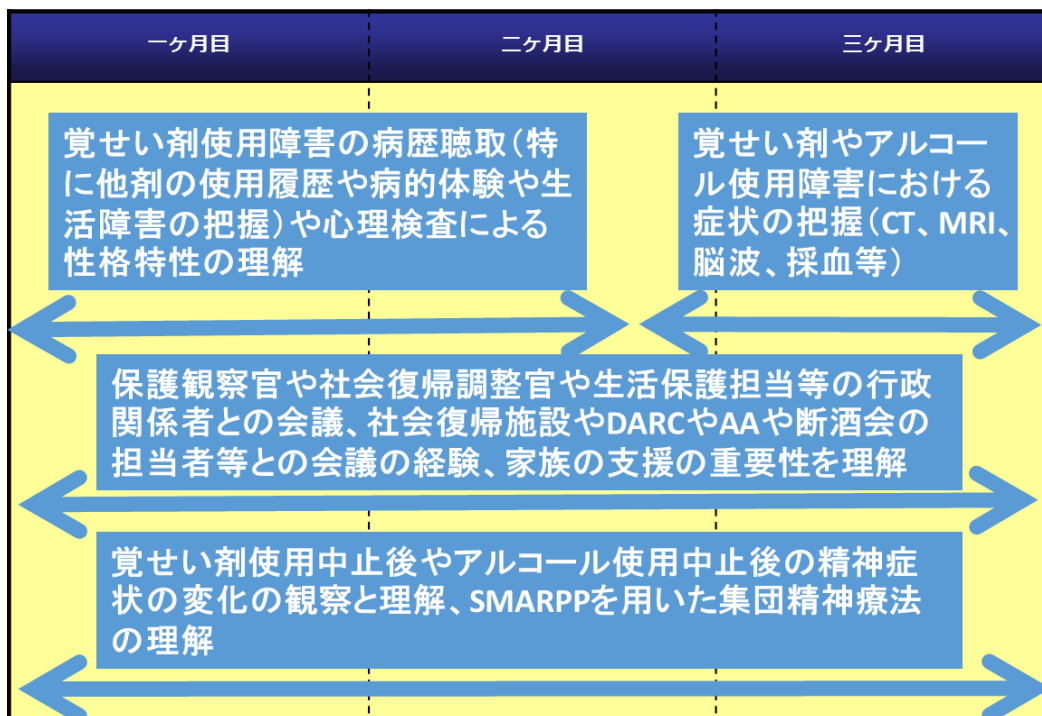 一ヶ月目
二ヶ月目
三ヶ月目
覚せい剤使用障害の病歴聴取(特
に他剤の使用履歴や病的体験や生
活障害の把握)や心理検査による
性格特性の理解
覚せい剤やアルコー
ル使用障害における
症状の把握(CT、MRI、
脳波、採血等)
保護観察官や社会復帰調整官や生活保護担当等の行政
関係者との会議、社会復帰施設やDARCやAAや断酒会の
担当者等との会議の経験、家族の支援の重要性を理解
覚せい剤使用中止後やアルコール使用中止後の精神症
状の変化の観察と理解、SMARPPを用いた集団精神療法
の理解